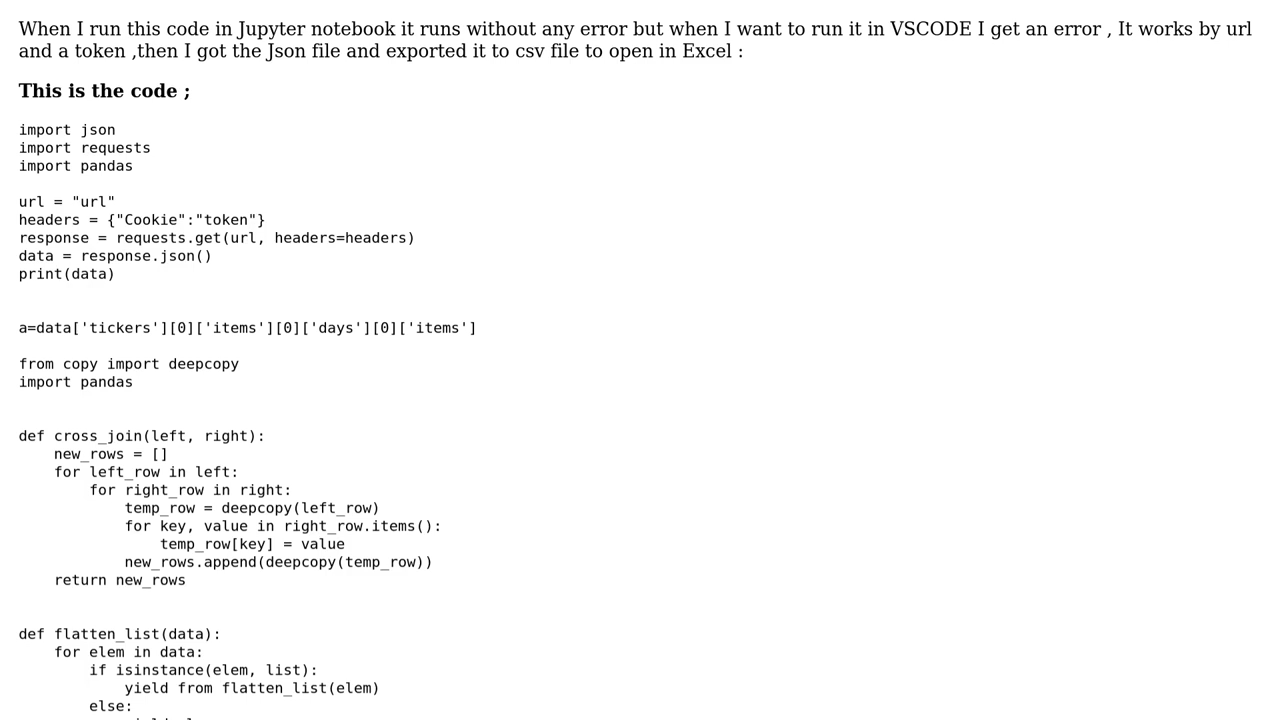 When I run this code in Jupyter notebook it runs without any error but when I want to run it in VSCODE I get an error , It works by url
and a token ,then I got the Json file and exported it to csv file to open in Excel :
This is the code ;
import json
import requests
import pandas
url = "url"
headers = {"Cookie":"token"}
response = requests.get(url, headers=headers)
data = response.json()
print(data)
a=data['tickers'][0]['items'][0]['days'][0]['items']
from copy import deepcopy
import pandas
def cross_join(left, right):
    new_rows = []
    for left_row in left:
        for right_row in right:
            temp_row = deepcopy(left_row)
            for key, value in right_row.items():
                temp_row[key] = value
            new_rows.append(deepcopy(temp_row))
    return new_rows
def flatten_list(data):
    for elem in data:
        if isinstance(elem, list):
            yield from flatten_list(elem)
        else: